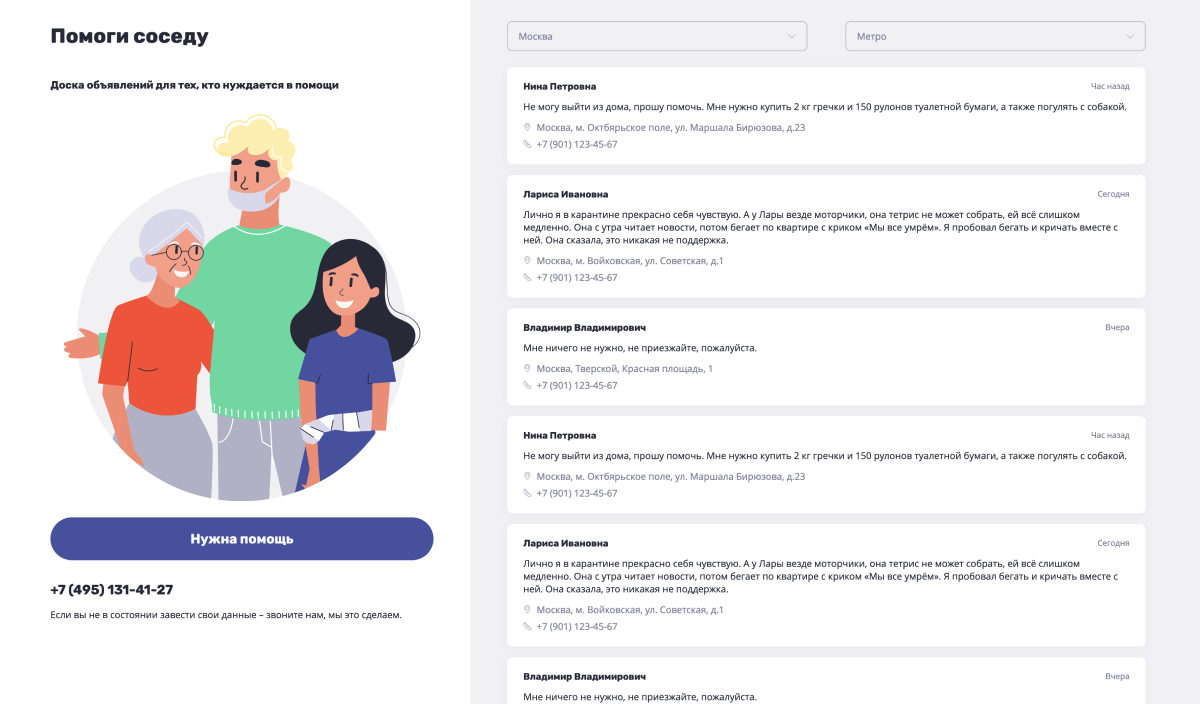 Помоги соседу
Доска объявлений для тех, кто нуждается в помощи
Нужна помощь
+7 (495) 131-41-27
Если вы не в состоянии завести свои данные – звоните нам, мы это сделаем.
Москва
Метро
Нина Петровна
Час назад
Не могу выйти из дома, прошу помочь. Мне нужно купить 2 кг гречки и 150 рулонов туалетной бумаги, а также погулять с собакой.
Москва, м. Октбярьское поле, ул. Маршала Бирюзова, д.23
+7 (901) 123-45-67
Лариса Ивановна
Сегодня
Лично я в карантине прекрасно себя чувствую. А у Лары везде моторчики, она тетрис не может собрать, ей всё слишком
медленно. Она с утра читает новости, потом бегает по квартире с криком «Мы все умрём». Я пробовал бегать и кричать вместе с
ней. Она сказала, это никакая не поддержка.
Москва, м. Войковская, ул. Советская, д.1
+7 (901) 123-45-67
Владимир Владимирович
Вчера
Мне ничего не нужно, не приезжайте, пожалуйста.
Москва, Тверской, Красная площадь, 1
+7 (901) 123-45-67
Нина Петровна
Час назад
Не могу выйти из дома, прошу помочь. Мне нужно купить 2 кг гречки и 150 рулонов туалетной бумаги, а также погулять с собакой.
Москва, м. Октбярьское поле, ул. Маршала Бирюзова, д.23
+7 (901) 123-45-67
Лариса Ивановна
Сегодня
Лично я в карантине прекрасно себя чувствую. А у Лары везде моторчики, она тетрис не может собрать, ей всё слишком
медленно. Она с утра читает новости, потом бегает по квартире с криком «Мы все умрём». Я пробовал бегать и кричать вместе с
ней. Она сказала, это никакая не поддержка.
Москва, м. Войковская, ул. Советская, д.1
+7 (901) 123-45-67
Владимир Владимирович
Вчера
Мне ничего не нужно, не приезжайте, пожалуйста.